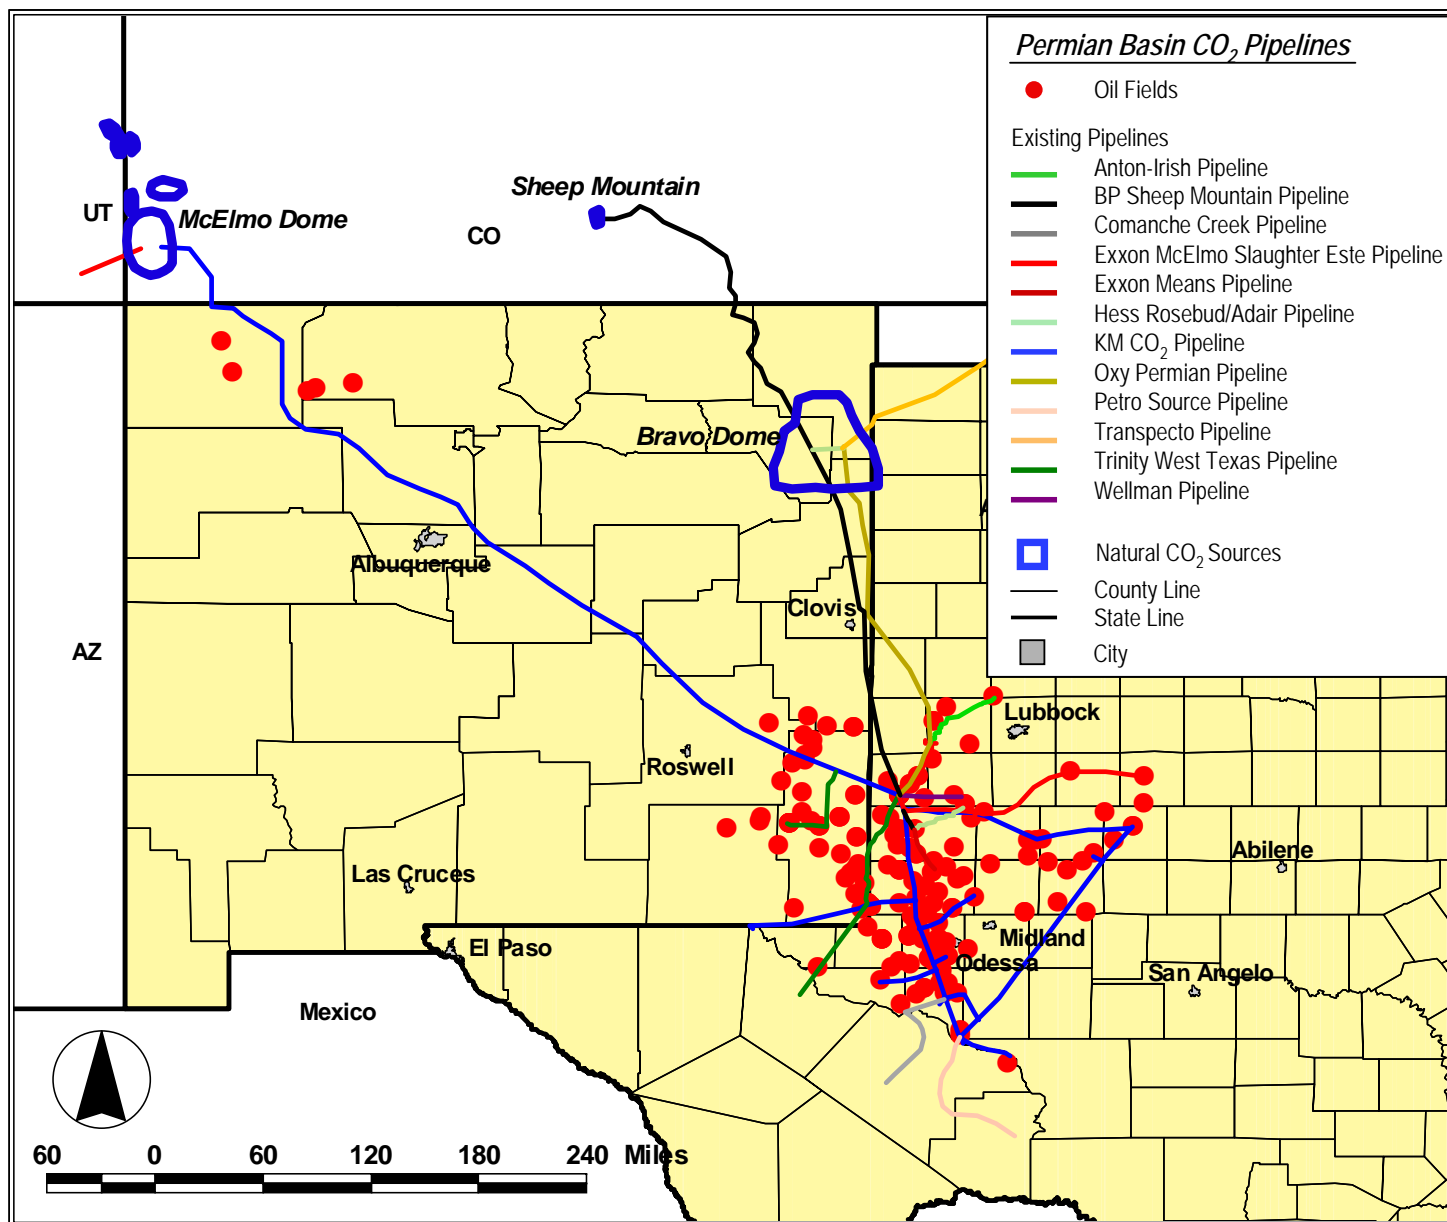 Permian Basin CO2 Pipelines
Oil Fields
Existing Pipelines
Anton-Irish Pipeline
BP Sheep Mountain Pipeline
Comanche Creek Pipeline
Exxon McElmo Slaughter Este Pipeline
Exxon Means Pipeline
Hess Rosebud/Adair Pipeline
KM CO2 Pipeline
Oxy Permian Pipeline
Petro Source Pipeline
Transpecto Pipeline
Trinity West Texas Pipeline
Wellman Pipeline
Natural CO2 Sources
County Line
State Line
City
Sheep Mountain
UT
McElmo Dome
CO
Bravo Dome
Albuquerque
Clovis
AZ
Lubbock
Roswell
Abilene
Las Cruces
El Paso
Midland
Odessa
San Angelo
Mexico
60 0 60 120 180 240 Miles